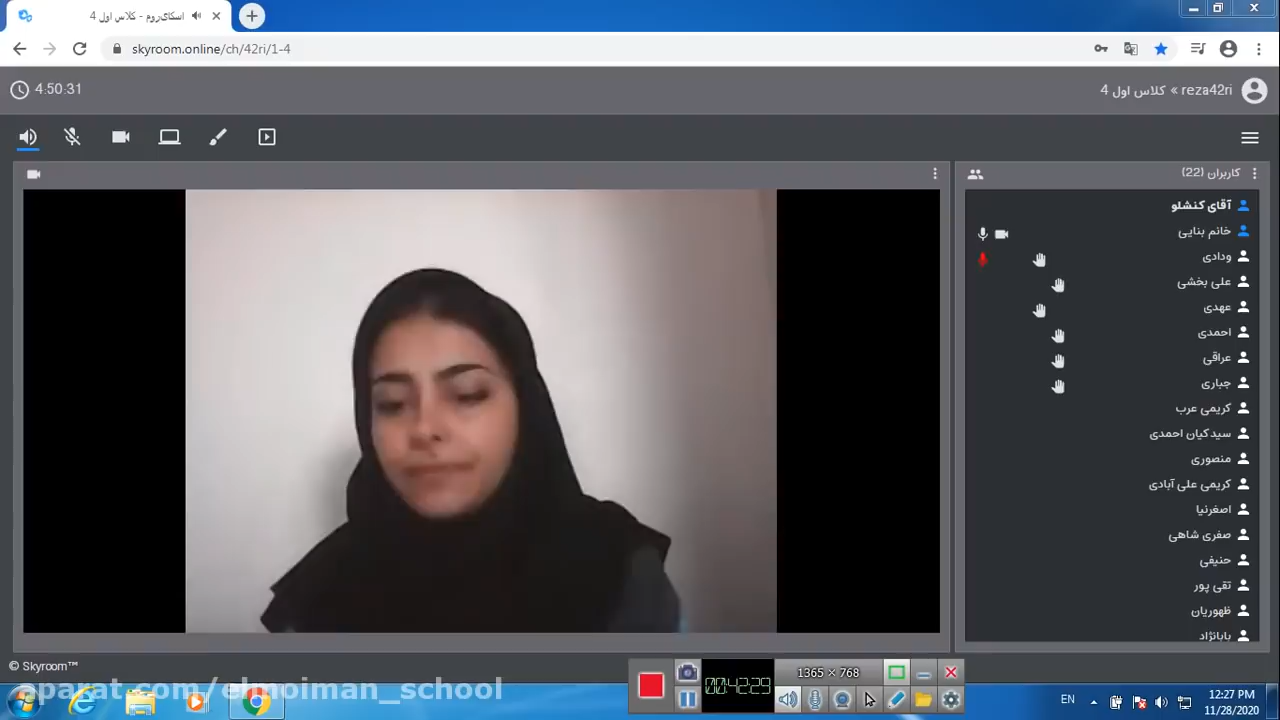 اسکای‌روم - کلاس اول 4
skyroom.online/ch/42ri/1-4
4:50:31
reza42ri » کلاس اول 4
کاربران (22)
آقای کنشلو
خانم بنایی
ودادی
علی بخشی
عهدی
احمدی
عراقی
جباری
کریمی عرب
سیدکیان احمدی
منصوری
کریمی علی آبادی
اصغرنیا
صفری شاهی
حنیفی
تقی پور
ظهوریان
بابانژاد
© Skyroom™
aparat.com/elmoiman_school
00:42:29
1365 × 768
EN
12:27 PM
11/28/2020